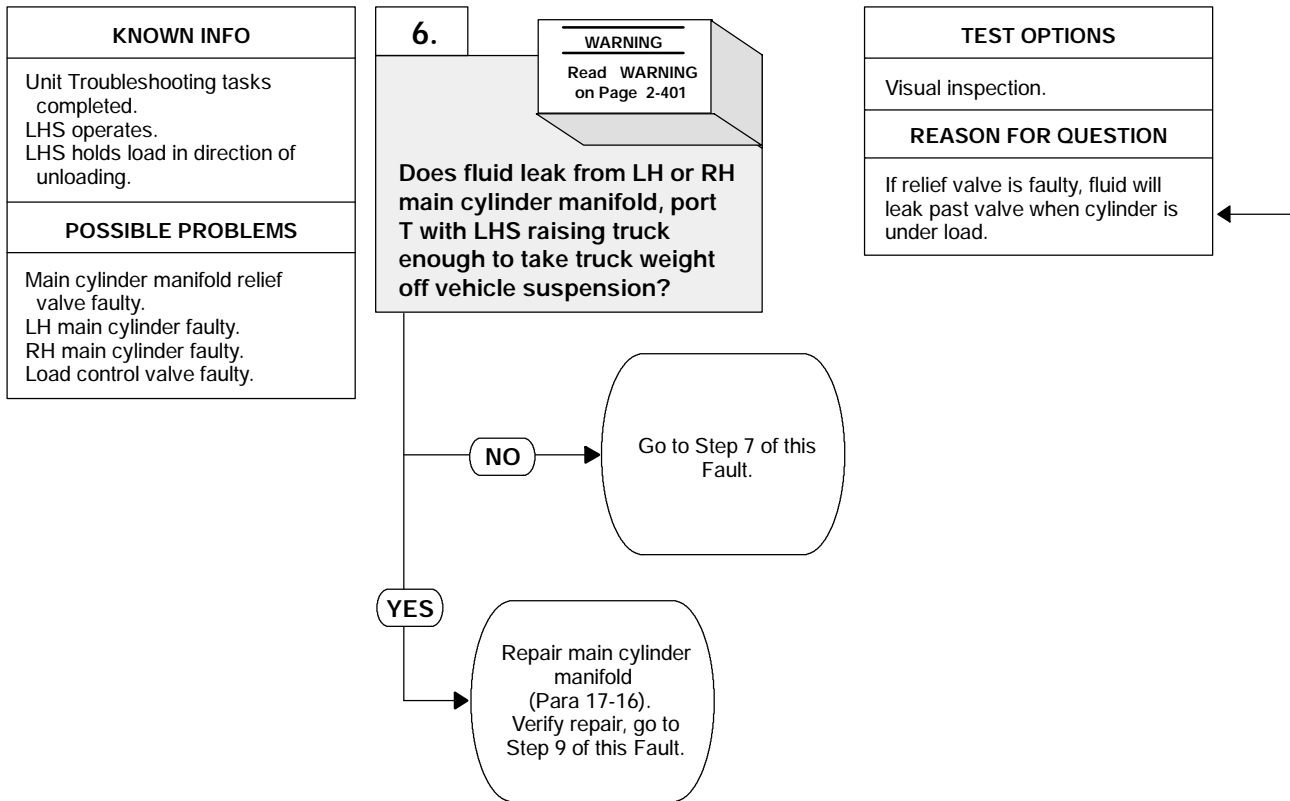 KNOWN INFO
Unit Troubleshooting tasks
completed.
LHS operates.
LHS holds load in direction of
unloading.
POSSIBLE PROBLEMS
Main cylinder manifold relief
valve faulty.
LH main cylinder faulty.
RH main cylinder faulty.
Load control valve faulty.
6.
WARNING
Read WARNING
on Page 2-401
Does fluid leak from LH or RH
main cylinder manifold, port
T with LHS raising truck
enough to take truck weight
off vehicle suspension?
TEST OPTIONS
Visual inspection.
REASON FOR QUESTION
If relief valve is faulty, fluid will
leak past valve when cylinder is
under load.
NO
Go to Step 7 of this
Fault.
YES
Repair main cylinder
manifold
(Para 17-16).
Verify repair, go to
Step 9 of this Fault.